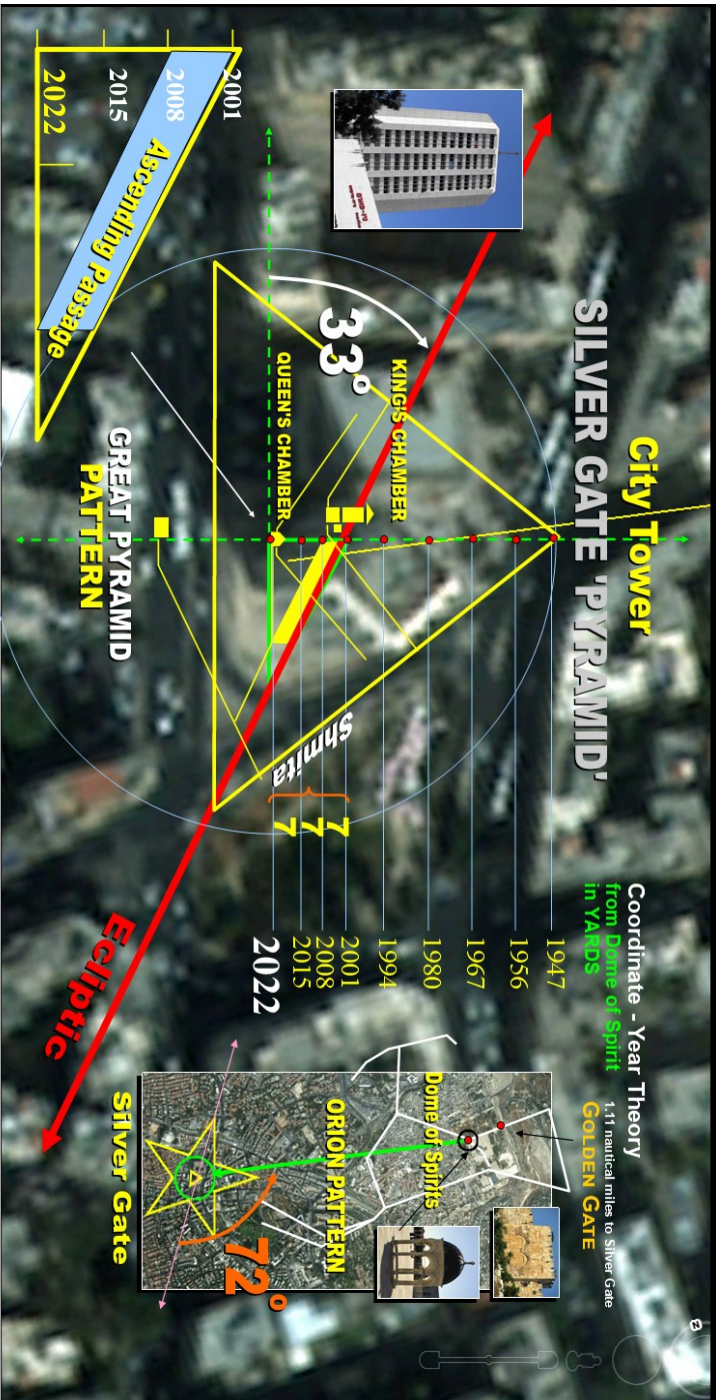 City Tower
SILVER GATE 'PYRAMID'
Coordinate - Year Theory
from Dome of Spirit
in YARDS
1.11 nautical miles to Silver Gate
GOLDEN GATE
1947
1956
1967
1980
1994
2001
2008
2015
2022
KING'S CHAMBER
QUEEN'S CHAMBER
33°
Shmita
7
7
7
7
2001
2008
2015
2022
Ascending Passage
GREAT PYRAMID
PATTERN
Ecliptic
Dome of Spirits
ORION PATTERN
72°
Silver Gate